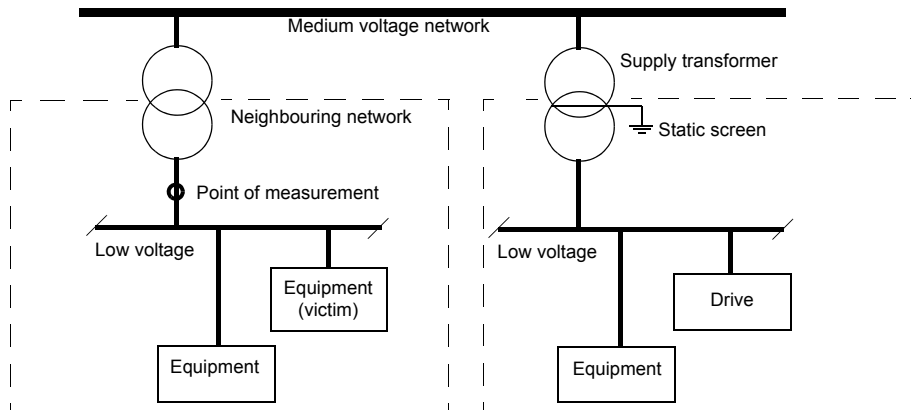 Medium voltage network
Supply transformer
Neighbouring network
Static screen
Point of measurement
Low voltage
Equipment
(victim)
Equipment
Low voltage
Drive
Equipment